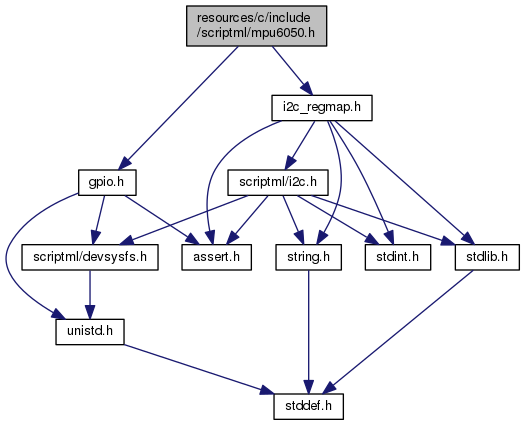 resources/c/include
/scriptml/mpu6050.h
i2c_regmap.h
gpio.h
scriptml/i2c.h
scriptml/devsysfs.h
assert.h
string.h
stdint.h
stdlib.h
unistd.h
stddef.h